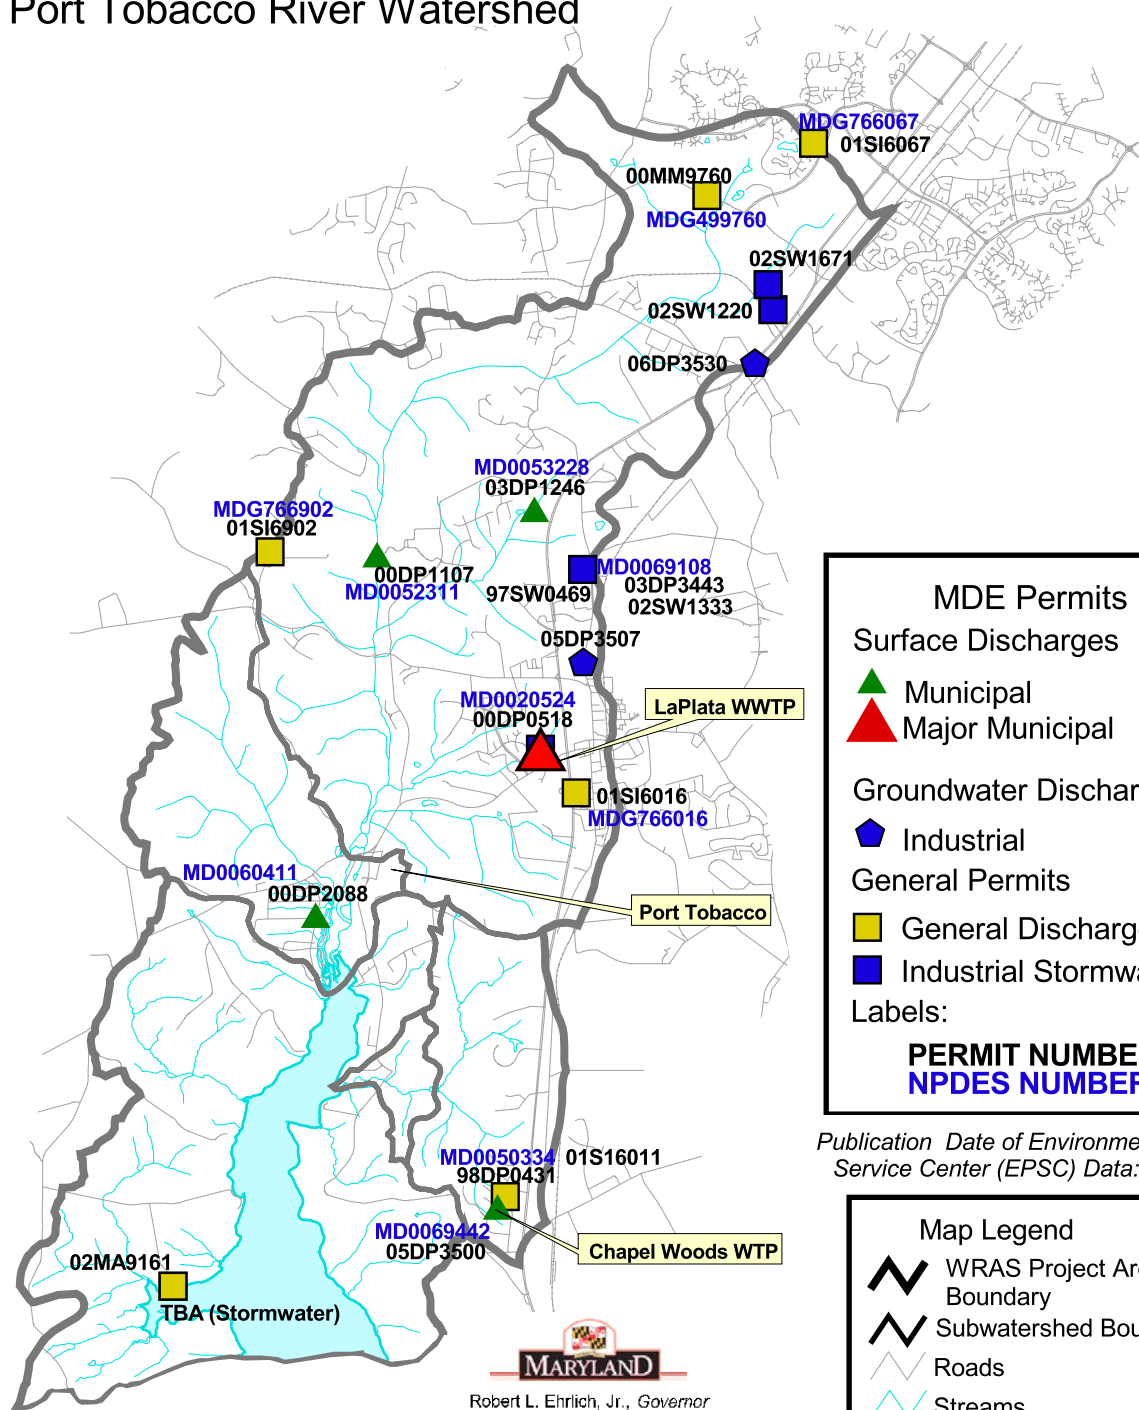 Port Tobacco River Watershed
MDG766067
01SI6067
00MM9760
MDG499760
02SW1671
02SW1220
06DP3530
MD0053228
03DP1246
MDG766902
01SI6902
00DP1107
MD0052311
MD0069108
97SW0469
03DP3443
02SW1333
05DP3507
MD0020524
00DP0518
LaPlata WWTP
01SI6016
MDG766016
MD0060411
00DP2088
Port Tobacco
MD0050334
01S16011
98DP0431
MD0069442
05DP3500
Chapel Woods WTP
02MA9161
TBA (Stormwater)
MDE Permits
Surface Discharges
Municipal
Major Municipal
Groundwater Dischar
Industrial
General Permits
General Discharg
Industrial Stormwa
Labels:
PERMIT NUMBE
NPDES NUMBER
Publication Date of Environme
Service Center (EPSC) Data:
Map Legend
WRAS Project Are
Boundary
Subwatershed Bou
Roads
Streams
MARYLAND
Robert L. Ehrlich, Jr., Governor